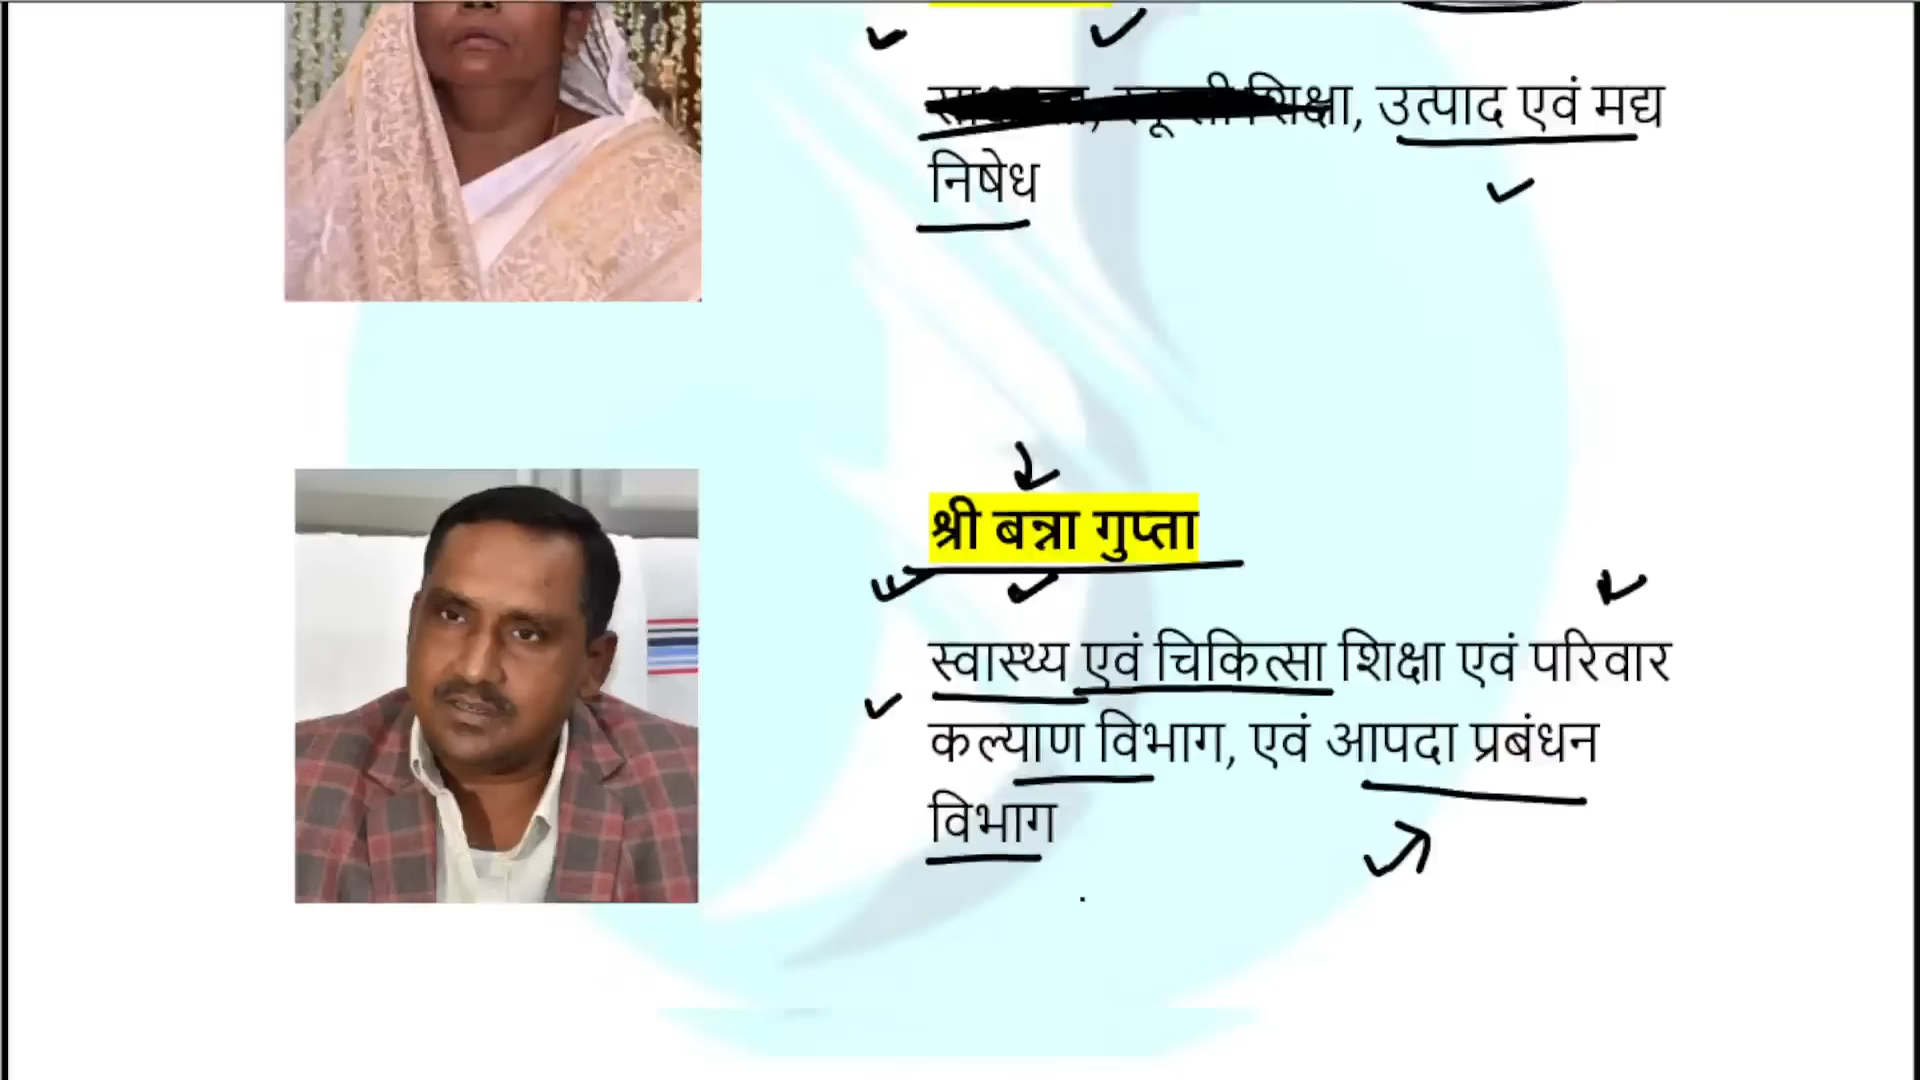 शिक्षा, उत्पाद एवं मद्य
निषेध
श्री बन्ना गुप्ता
स्वास्थ्य एवं चिकित्सा शिक्षा एवं परिवार
कल्याण विभाग, एवं आपदा प्रबंधन
विभाग